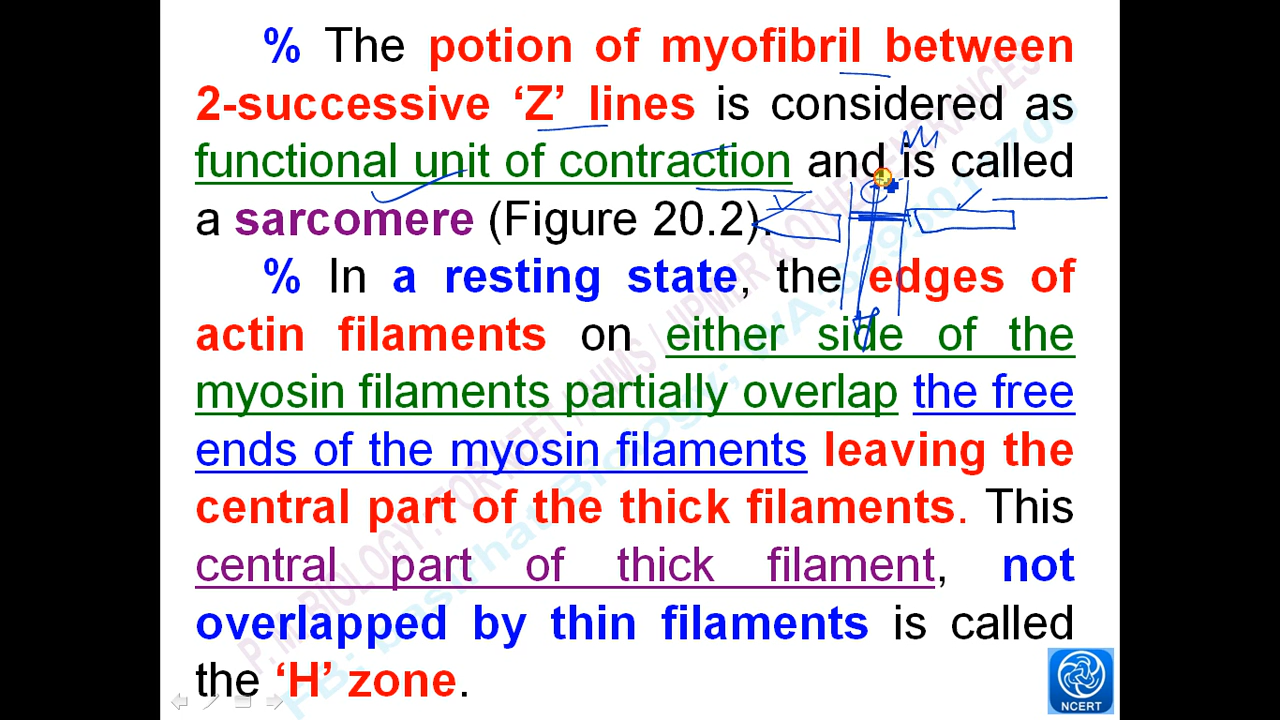 % The potion of myofibril between
2-successive ‘Z’ lines is considered as
functional unit of contraction and is called
a sarcomere (Figure 20.2).
% In a resting state, the edges of
actin filaments on either side of the
myosin filaments partially overlap the free
ends of the myosin filaments leaving the
central part of the thick filaments. This
central part of thick filament, not
overlapped by thin filaments is called
the ‘H’ zone.
NCERT